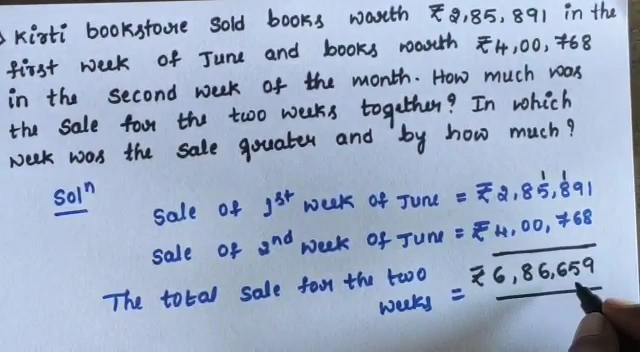 Kirti bookstore Sold books worth ₹2,85,891 in the
first week of June and books worth ₹4,00,768
in the Second week of the month. How much was
the Sale for the two weeks together? In which
week was the Sale greater and by how much?
Solⁿ
Sale of 1st week of June = ₹2,85,891
Sale of 2nd week of June = ₹4,00,768
The total Sale for the two
weeks = ₹6,86,659